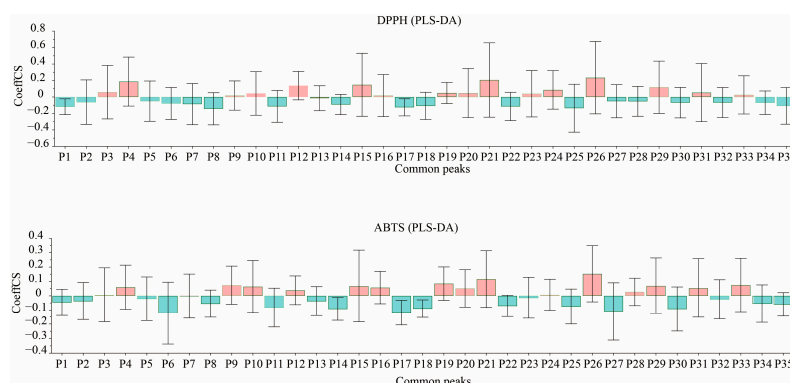 DPPH (PLS-DA)
0.8
0.6
0.4
0.2
0
−0.2
−0.4
−0.6
CoeffCS
P1 P2 P3 P4 P5 P6 P7 P8 P9 P10 P11 P12 P13 P14 P15 P16 P17 P18 P19 P20 P21 P22 P23 P24 P25 P26 P27 P28 P29 P30 P31 P32 P33 P34 P3
Common peaks
ABTS (PLS-DA)
0.4
0.3
0.2
0.1
0
−0.1
−0.2
−0.3
−0.4
CoeffCS
P1 P2 P3 P4 P5 P6 P7 P8 P9 P10 P11 P12 P13 P14 P15 P16 P17 P18 P19 P20 P21 P22 P23 P24 P25 P26 P27 P28 P29 P30 P31 P32 P33 P34 P35
Common peaks